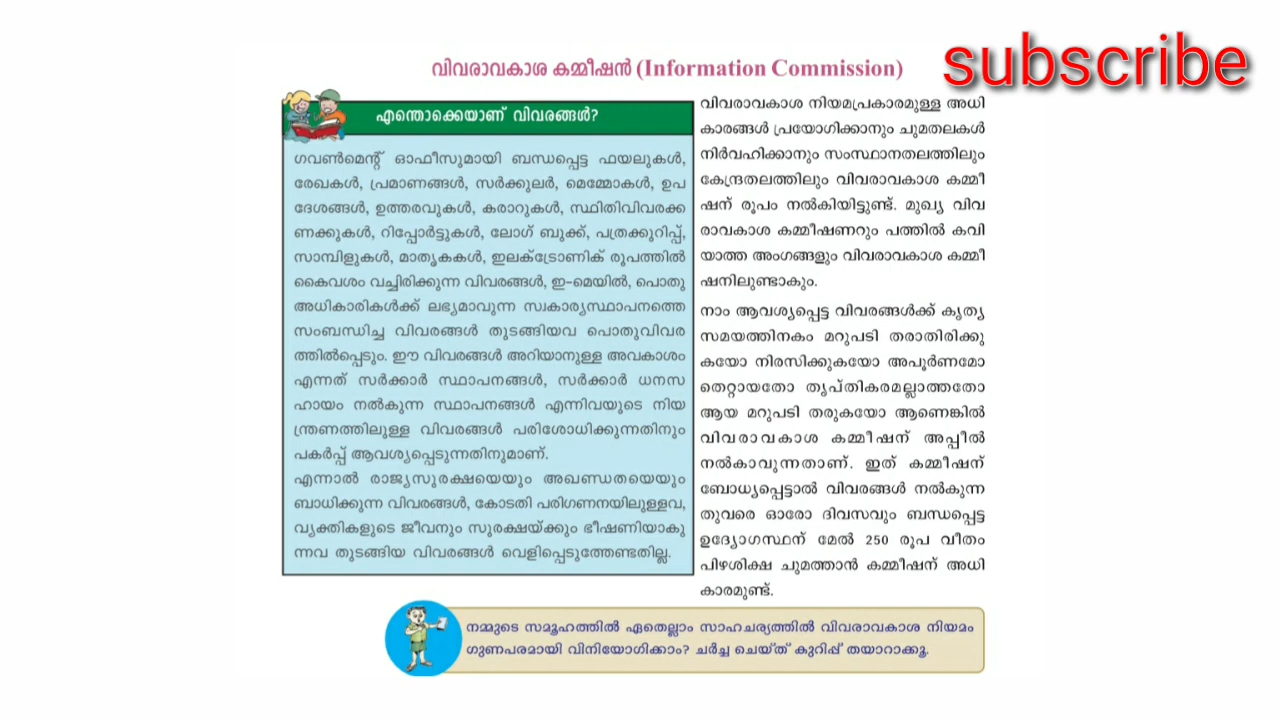 subscribe
വിവരാവകാശ കമ്മീഷൻ (Information Commission)
എന്തൊക്കെയാണ് വിവരങ്ങൾ?
ഗവൺമെന്റ് ഓഫീസുമായി ബന്ധപ്പെട്ട ഫയലുകൾ,
രേഖകൾ, പ്രമാണങ്ങൾ, സർക്കുലർ, മെമ്മോകൾ, ഉപ
ദേശങ്ങൾ, ഉത്തരവുകൾ, കരാറുകൾ, സ്ഥിതിവിവരക്ക
ണക്കുകൾ, റിപ്പോർട്ടുകൾ, ലോഗ് ബുക്ക്, പത്രക്കുറിപ്പ്,
സാമ്പിളുകൾ, മാതൃകകൾ, ഇലക്ട്രോണിക് രൂപത്തിൽ
കൈവശം വച്ചിരിക്കുന്ന വിവരങ്ങൾ, ഇ-മെയിൽ, പൊതു
അധികാരികൾക്ക് ലഭ്യമാവുന്ന സ്വകാര്യസ്ഥാപനത്തെ
സംബന്ധിച്ച വിവരങ്ങൾ തുടങ്ങിയവ പൊതുവിവര
ത്തിൽപ്പെടും. ഈ വിവരങ്ങൾ അറിയാനുള്ള അവകാശം
എന്നത് സർക്കാർ സ്ഥാപനങ്ങൾ, സർക്കാർ ധനസ
ഹായം നൽകുന്ന സ്ഥാപനങ്ങൾ എന്നിവയുടെ നിയ
ന്ത്രണത്തിലുള്ള വിവരങ്ങൾ പരിശോധിക്കുന്നതിനും
പകർപ്പ് ആവശ്യപ്പെടുന്നതിനുമാണ്.
എന്നാൽ രാജ്യസുരക്ഷയെയും അഖണ്ഡതയെയും
ബാധിക്കുന്ന വിവരങ്ങൾ, കോടതി പരിഗണനയിലുള്ളവ,
വ്യക്തികളുടെ ജീവനും സുരക്ഷയ്ക്കും ഭീഷണിയാകു
ന്നവ തുടങ്ങിയ വിവരങ്ങൾ വെളിപ്പെടുത്തേണ്ടതില്ല.
വിവരാവകാശ നിയമപ്രകാരമുള്ള അധി
കാരങ്ങൾ പ്രയോഗിക്കാനും ചുമതലകൾ
നിർവഹിക്കാനും സംസ്ഥാനതലത്തിലും
കേന്ദ്രതലത്തിലും വിവരാവകാശ കമ്മീ
ഷന് രൂപം നൽകിയിട്ടുണ്ട്. മുഖ്യ വിവ
രാവകാശ കമ്മീഷണറും പത്തിൽ കവി
യാത്ത അംഗങ്ങളും വിവരാവകാശ കമ്മീ
ഷനിലുണ്ടാകും.
നാം ആവശ്യപ്പെട്ട വിവരങ്ങൾക്ക് കൃത്യ
സമയത്തിനകം മറുപടി തരാതിരിക്കു
കയോ നിരസിക്കുകയോ അപൂർണമോ
തെറ്റായതോ തൃപ്തികരമല്ലാത്തതോ
ആയ മറുപടി തരുകയോ ആണെങ്കിൽ
വിവരാവകാശ കമ്മീഷന് അപ്പീൽ
നൽകാവുന്നതാണ്. ഇത് കമ്മീഷന്
ബോധ്യപ്പെട്ടാൽ വിവരങ്ങൾ നൽകുന്ന
തുവരെ ഓരോ ദിവസവും ബന്ധപ്പെട്ട
ഉദ്യോഗസ്ഥന് മേൽ 250 രൂപ വീതം
പിഴശിക്ഷ ചുമത്താൻ കമ്മീഷന് അധി
കാരമുണ്ട്.
നമ്മുടെ സമൂഹത്തിൽ ഏതെല്ലാം സാഹചര്യത്തിൽ വിവരാവകാശ നിയമം
ഗുണപരമായി വിനിയോഗിക്കാം? ചർച്ച ചെയ്ത് കുറിപ്പ് തയാറാക്കൂ.